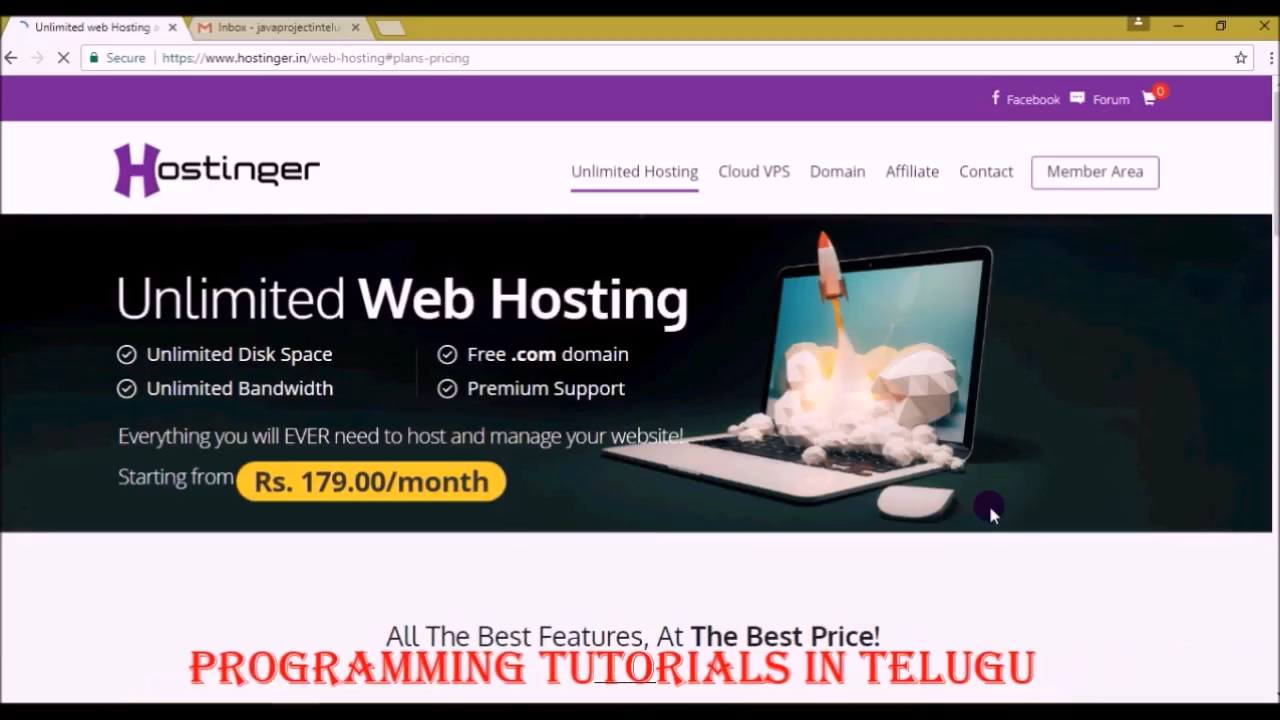 Unlimited web Hosting a
Inbox - javaprojectintelu
Secure
https://www.hostinger.in/web-hosting#plans-pricing
Facebook
Forum
0
Hostinger
Unlimited Hosting
Cloud VPS
Domain
Affiliate
Contact
Member Area
Unlimited Web Hosting
Unlimited Disk Space
Free .com domain
Unlimited Bandwidth
Premium Support
Everything you will EVER need to host and manage your website!
Starting from Rs. 179.00/month
All The Best Features, At The Best Price!
PROGRAMMING TUTORIALS IN TELUGU